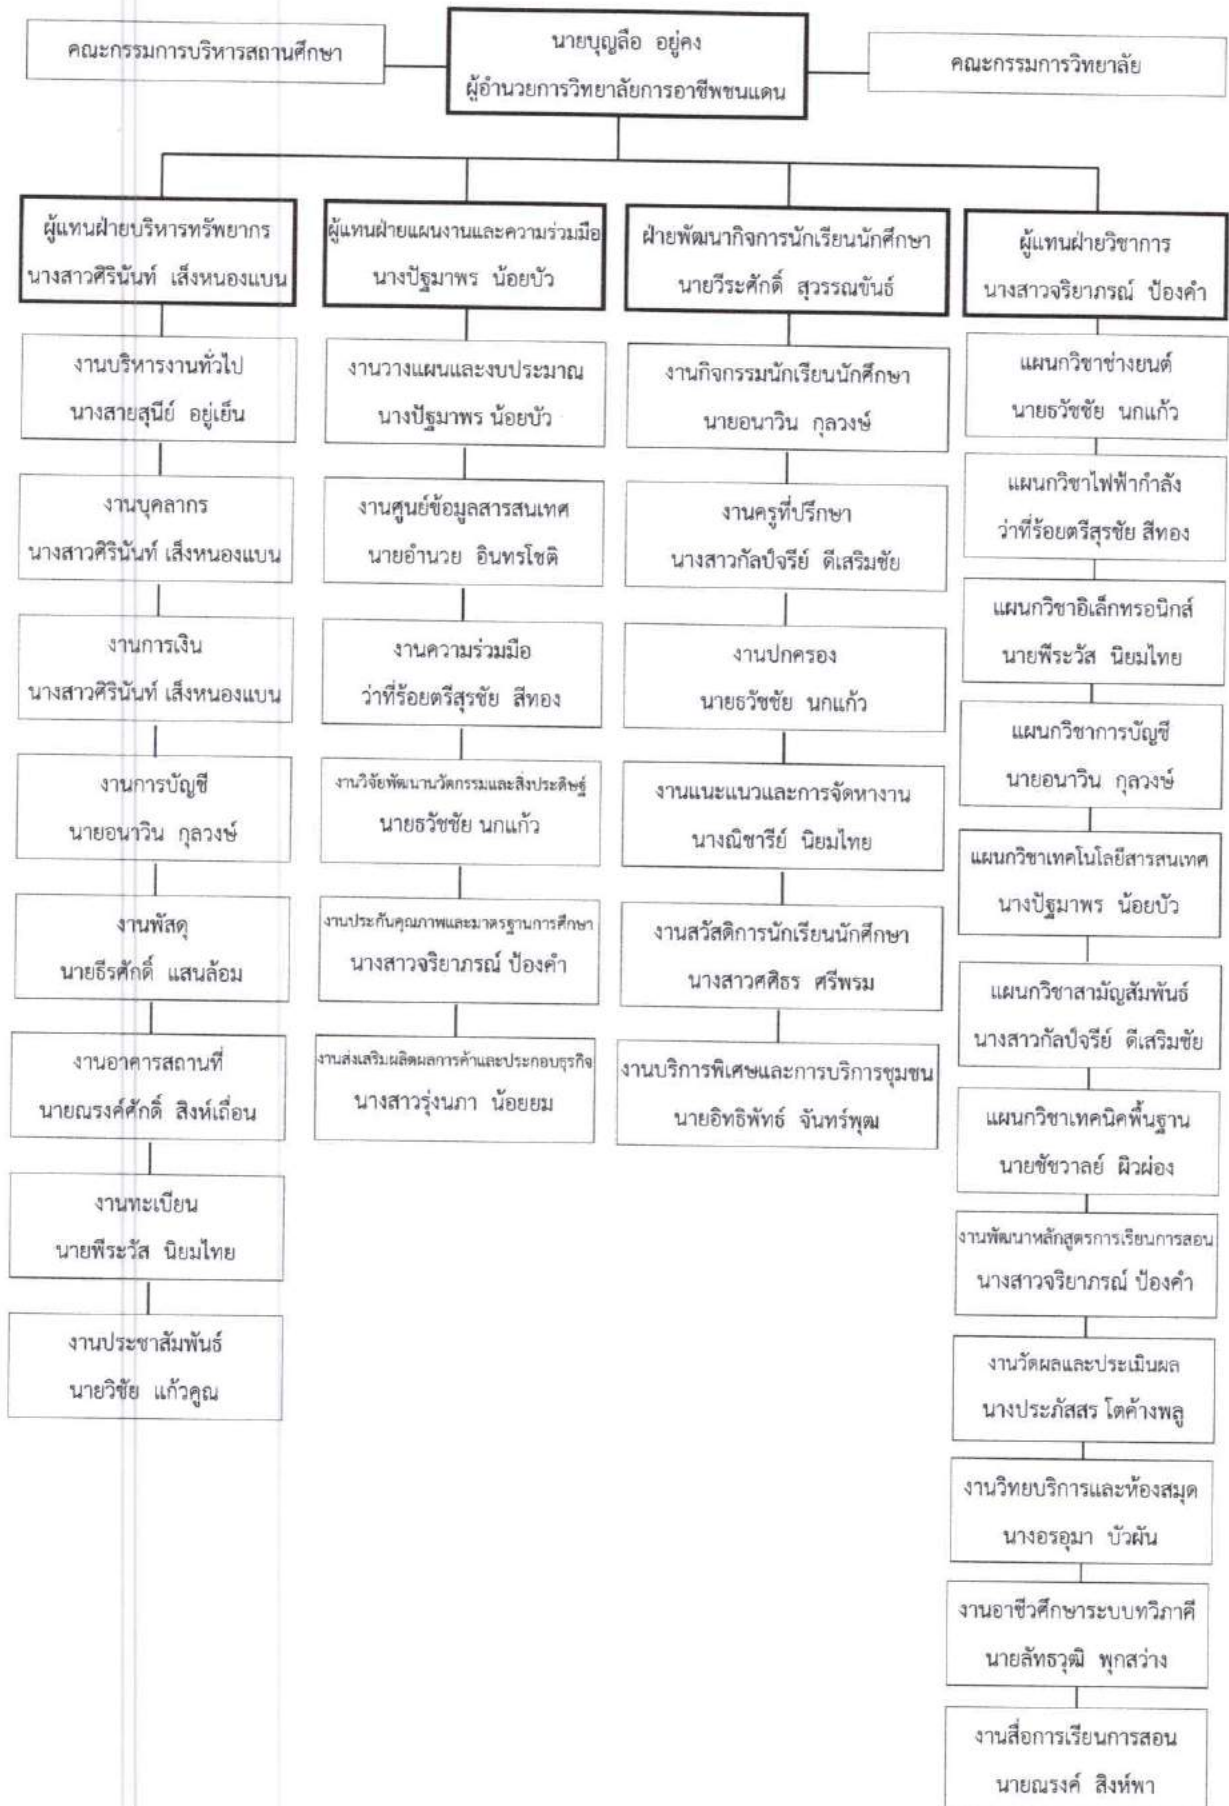 คณะกรรมการบริหารสถานศึกษา
นายบุญลือ อยู่คง
ผู้อำนวยการวิทยาลัยการอาชีพชนแดน
คณะกรรมการวิทยาลัย
ผู้แทนฝ่ายบริหารทรัพยากร
นางสาวศิรินันท์ เส็งหนองแบน
งานบริหารงานทั่วไป
นางสายสุนีย์ อยู่เย็น
งานบุคลากร
นางสาวศิรินันท์ เส็งหนองแบน
งานการเงิน
นางสาวศิรินันท์ เส็งหนองแบน
งานการบัญชี
นายอนาวิน กุลวงษ์
งานพัสดุ
นายธีรศักดิ์ แสนล้อม
งานอาคารสถานที่
นายณรงค์ศักดิ์ สิงห์เถื่อน
งานทะเบียน
นายพีระวัส นิยมไทย
งานประชาสัมพันธ์
นายวิชัย แก้วคูณ
ผู้แทนฝ่ายแผนงานและความร่วมมือ
นางปัฐมาพร น้อยบัว
งานวางแผนและงบประมาณ
นางปัฐมาพร น้อยบัว
งานศูนย์ข้อมูลสารสนเทศ
นายอำนวย อินทรโชติ
งานความร่วมมือ
ว่าที่ร้อยตรีสุรชัย สีทอง
งานวิจัยพัฒนานวัตกรรมและสิ่งประดิษฐ์
นายธวัชชัย นกแก้ว
งานประกันคุณภาพและมาตรฐานการศึกษา
นางสาวจริยาภรณ์ ป้องคำ
งานส่งเสริมผลิตผลการค้าและประกอบธุรกิจ
นางสาวรุ่งนภา น้อยยม
ฝ่ายพัฒนากิจการนักเรียนนักศึกษา
นายวีระศักดิ์ สุวรรณขันธ์
งานกิจกรรมนักเรียนนักศึกษา
นายอนาวิน กุลวงษ์
งานครูที่ปรึกษา
นางสาวกัลป์จรีย์ ดีเสริมชัย
งานปกครอง
นายธวัชชัย นกแก้ว
งานแนะแนวและการจัดหางาน
นางณิชารีย์ นิยมไทย
งานสวัสดิการนักเรียนนักศึกษา
นางสาวศศิธร ศรีพรม
งานบริการพิเศษและการบริการชุมชน
นายอิทธิพัทธ์ จันทร์พุฒ
ผู้แทนฝ่ายวิชาการ
นางสาวจริยาภรณ์ ป้องคำ
แผนกวิชาช่างยนต์
นายธวัชชัย นกแก้ว
แผนกวิชาไฟฟ้ากำลัง
ว่าที่ร้อยตรีสุรชัย สีทอง
แผนกวิชาอิเล็กทรอนิกส์
นายพีระวัส นิยมไทย
แผนกวิชาการบัญชี
นายอนาวิน กุลวงษ์
แผนกวิชาเทคโนโลยีสารสนเทศ
นางปัฐมาพร น้อยบัว
แผนกวิชาสามัญสัมพันธ์
นางสาวกัลป์จรีย์ ดีเสริมชัย
แผนกวิชาเทคนิคพื้นฐาน
นายชัชวาลย์ ผิวผ่อง
งานพัฒนาหลักสูตรการเรียนการสอน
นางสาวจริยาภรณ์ ป้องคำ
งานวัดผลและประเมินผล
นางประภัสสร โตค้างพลู
งานวิทยบริการและห้องสมุด
นางอรอุมา บัวผัน
งานอาชีวศึกษาระบบทวิภาคี
นายลัทธวุฒิ พุกสว่าง
งานสื่อการเรียนการสอน
นายณรงค์ สิงห์พา